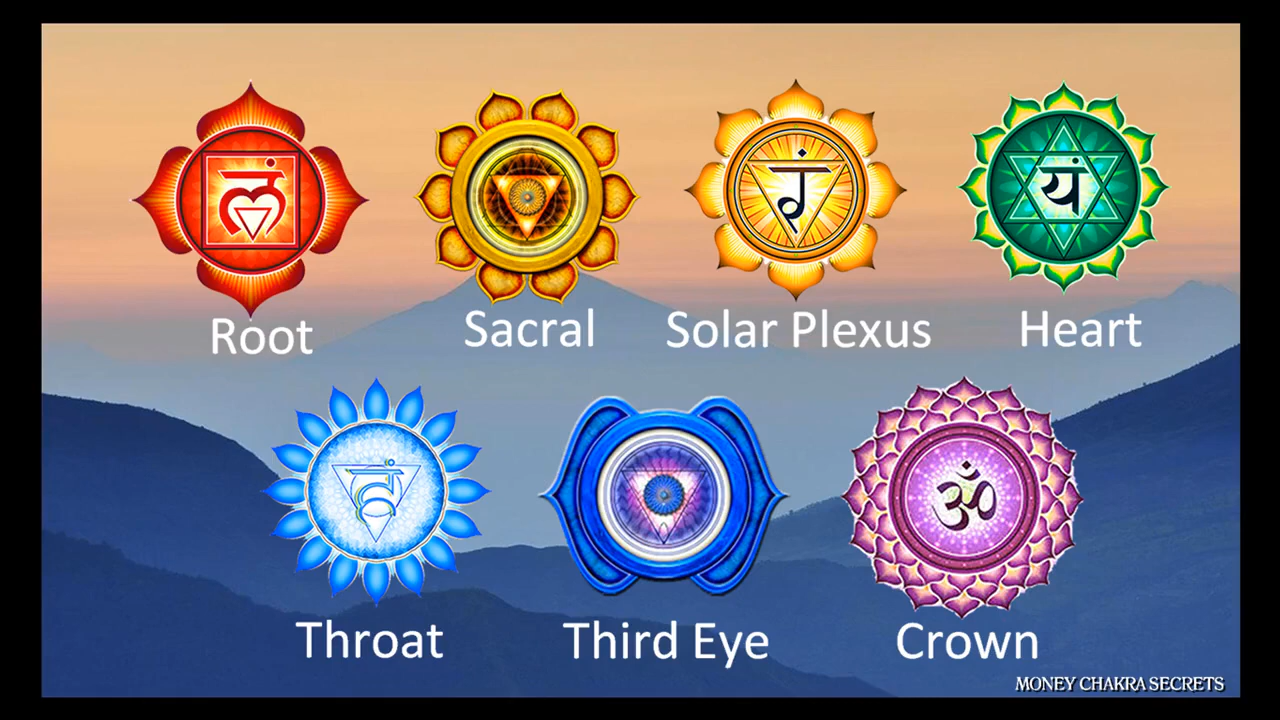 लं
रं
यं
Root
Sacral
Solar Plexus
Heart
हं
ॐ
Throat
Third Eye
Crown
MONEY CHAKRA SECRETS